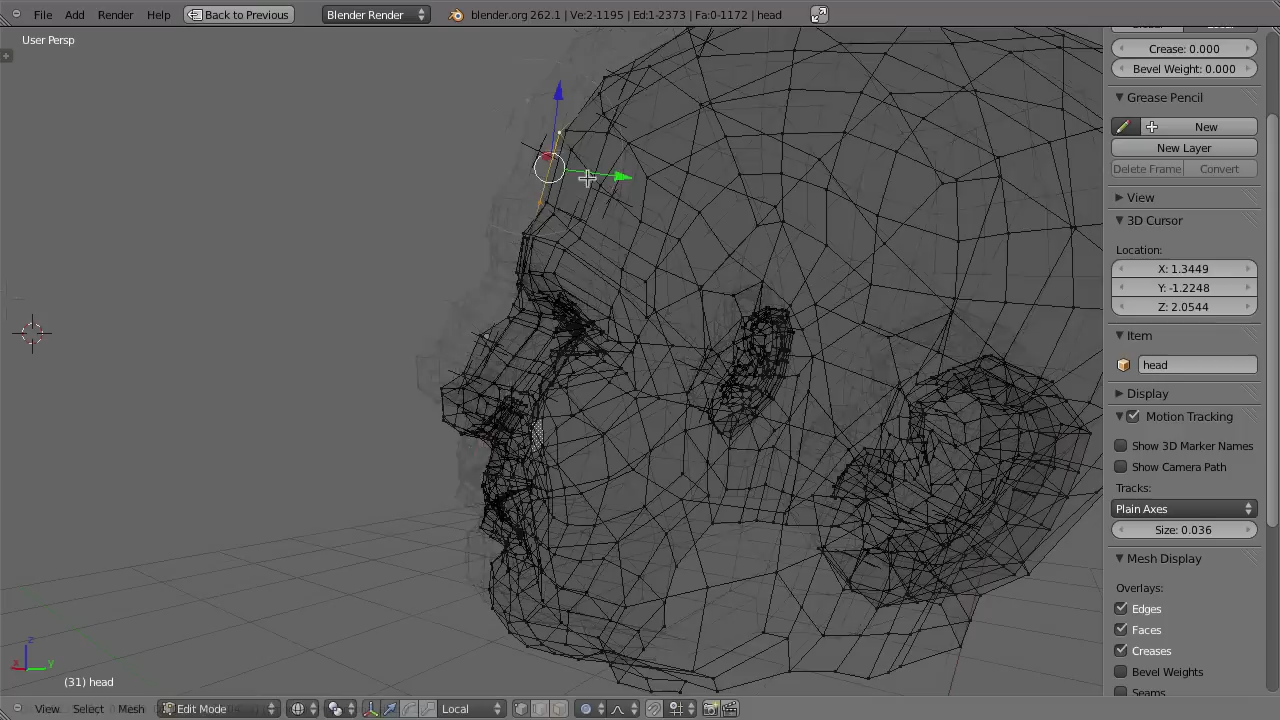 File Add Render Help Back to Previous Blender Render blender.org 262.1 | Ve:2-1195 | Ed:1-2373 | Fa:0-1172 | head
User Persp
Crease: 0.000
Bevel Weight: 0.000
Grease Pencil
New
New Layer
Delete Frame Convert
View
3D Cursor
Location:
X: 1.3449
Y: -1.2248
Z: 2.0544
Item
head
Display
Motion Tracking
Show 3D Marker Names
Show Camera Path
Tracks:
Plain Axes
Size: 0.036
Mesh Display
Overlays:
Edges
Faces
Creases
Bevel Weights
Seams
z
x y
(31) head
View Select Mesh Edit Mode Local